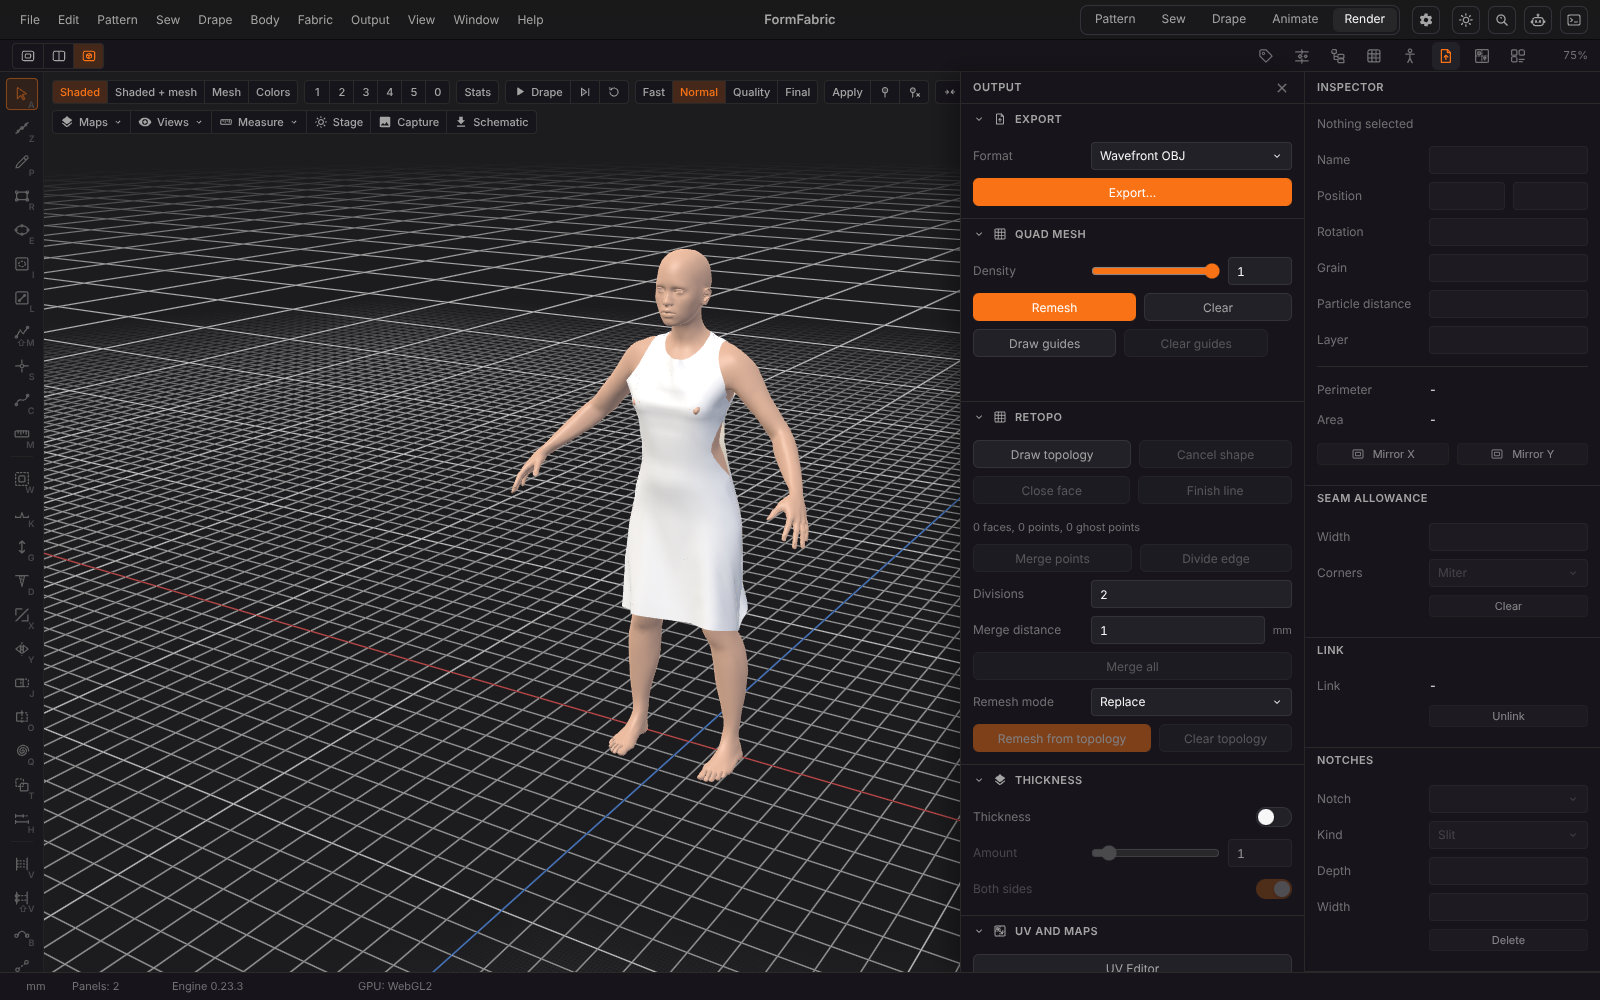 File Edit Pattern Sew Drape Body Fabric Output View Window Help
FormFabric
Pattern Sew Drape Animate Render
75%
A
Z
P
R
E
I
L
⇧M
S
C
M
W
K
G
D
X
Y
J
O
Q
T
H
V
⇧V
B
Shaded Shaded + mesh Mesh Colors 1 2 3 4 5 0 Stats Drape Fast Normal Quality Final Apply
Maps Views Measure Stage Capture Schematic
OUTPUT
EXPORT
Format Wavefront OBJ
Export...
QUAD MESH
Density 1
Remesh Clear
Draw guides Clear guides
RETOPO
Draw topology Cancel shape
Close face Finish line
0 faces, 0 points, 0 ghost points
Merge points Divide edge
Divisions 2
Merge distance 1 mm
Merge all
Remesh mode Replace
Remesh from topology Clear topology
THICKNESS
Thickness
Amount 1
Both sides
UV AND MAPS
UV Editor
INSPECTOR
Nothing selected
Name
Position
Rotation
Grain
Particle distance
Layer
Perimeter -
Area -
Mirror X Mirror Y
SEAM ALLOWANCE
Width
Corners Miter
Clear
LINK
Link -
Unlink
NOTCHES
Notch
Kind Slit
Depth
Width
Delete
mm Panels: 2 Engine 0.23.3 GPU: WebGL2